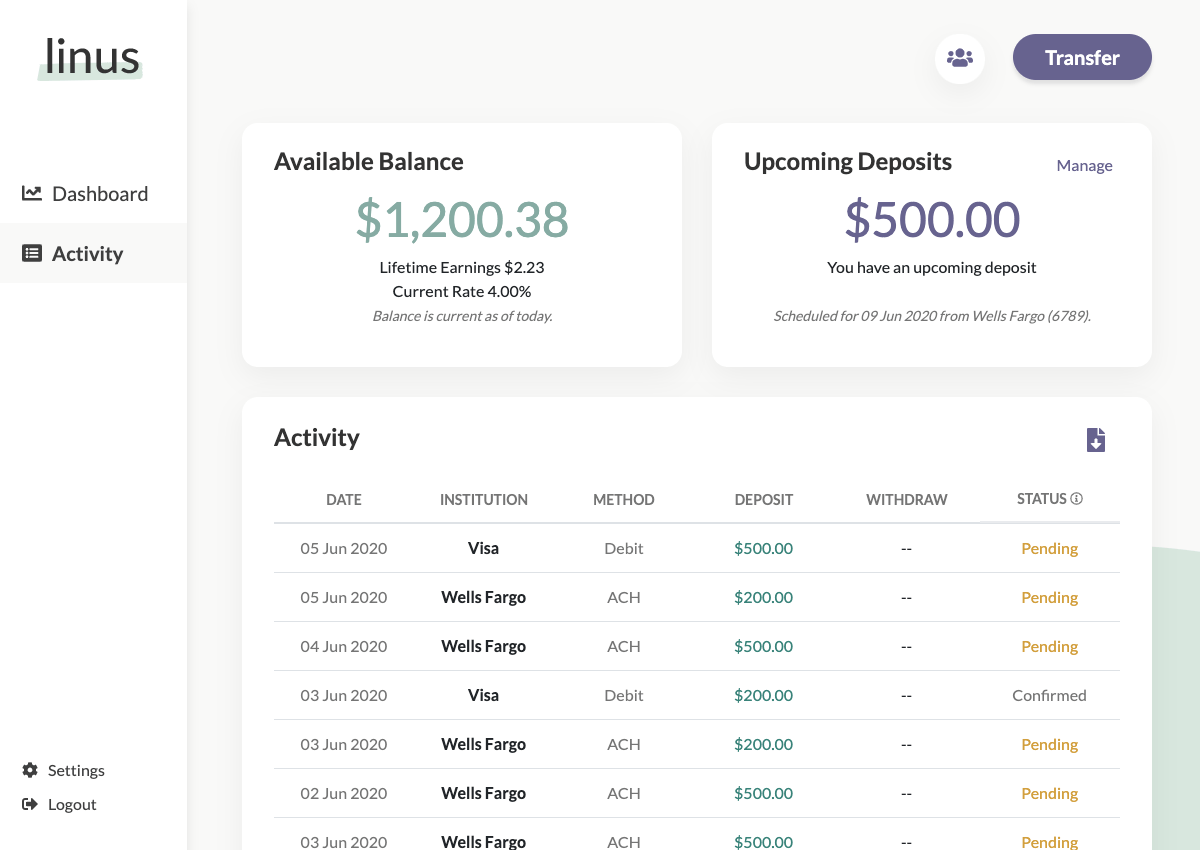 linus
Transfer
Dashboard
Activity
Settings
Logout
Available Balance
$1,200.38
Lifetime Earnings $2.23
Current Rate 4.00%
Balance is current as of today.
Upcoming Deposits
Manage
$500.00
You have an upcoming deposit
Scheduled for 09 Jun 2020 from Wells Fargo (6789).
Activity
DATE INSTITUTION METHOD DEPOSIT WITHDRAW STATUS
05 Jun 2020 Visa Debit $500.00 -- Pending
05 Jun 2020 Wells Fargo ACH $200.00 -- Pending
04 Jun 2020 Wells Fargo ACH $500.00 -- Pending
03 Jun 2020 Visa Debit $200.00 -- Confirmed
03 Jun 2020 Wells Fargo ACH $200.00 -- Pending
02 Jun 2020 Wells Fargo ACH $500.00 -- Pending
03 Jun 2020 Wells Fargo ACH $500.00 -- Pending